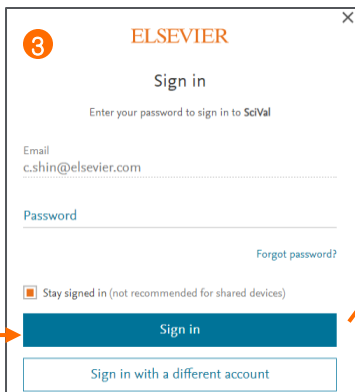 3
ELSEVIER
Sign in
Enter your password to sign in to SciVal
Email
c.shin@elsevier.com
Password
Forgot password?
Stay signed in (not recommended for shared devices)
Sign in
Sign in with a different account